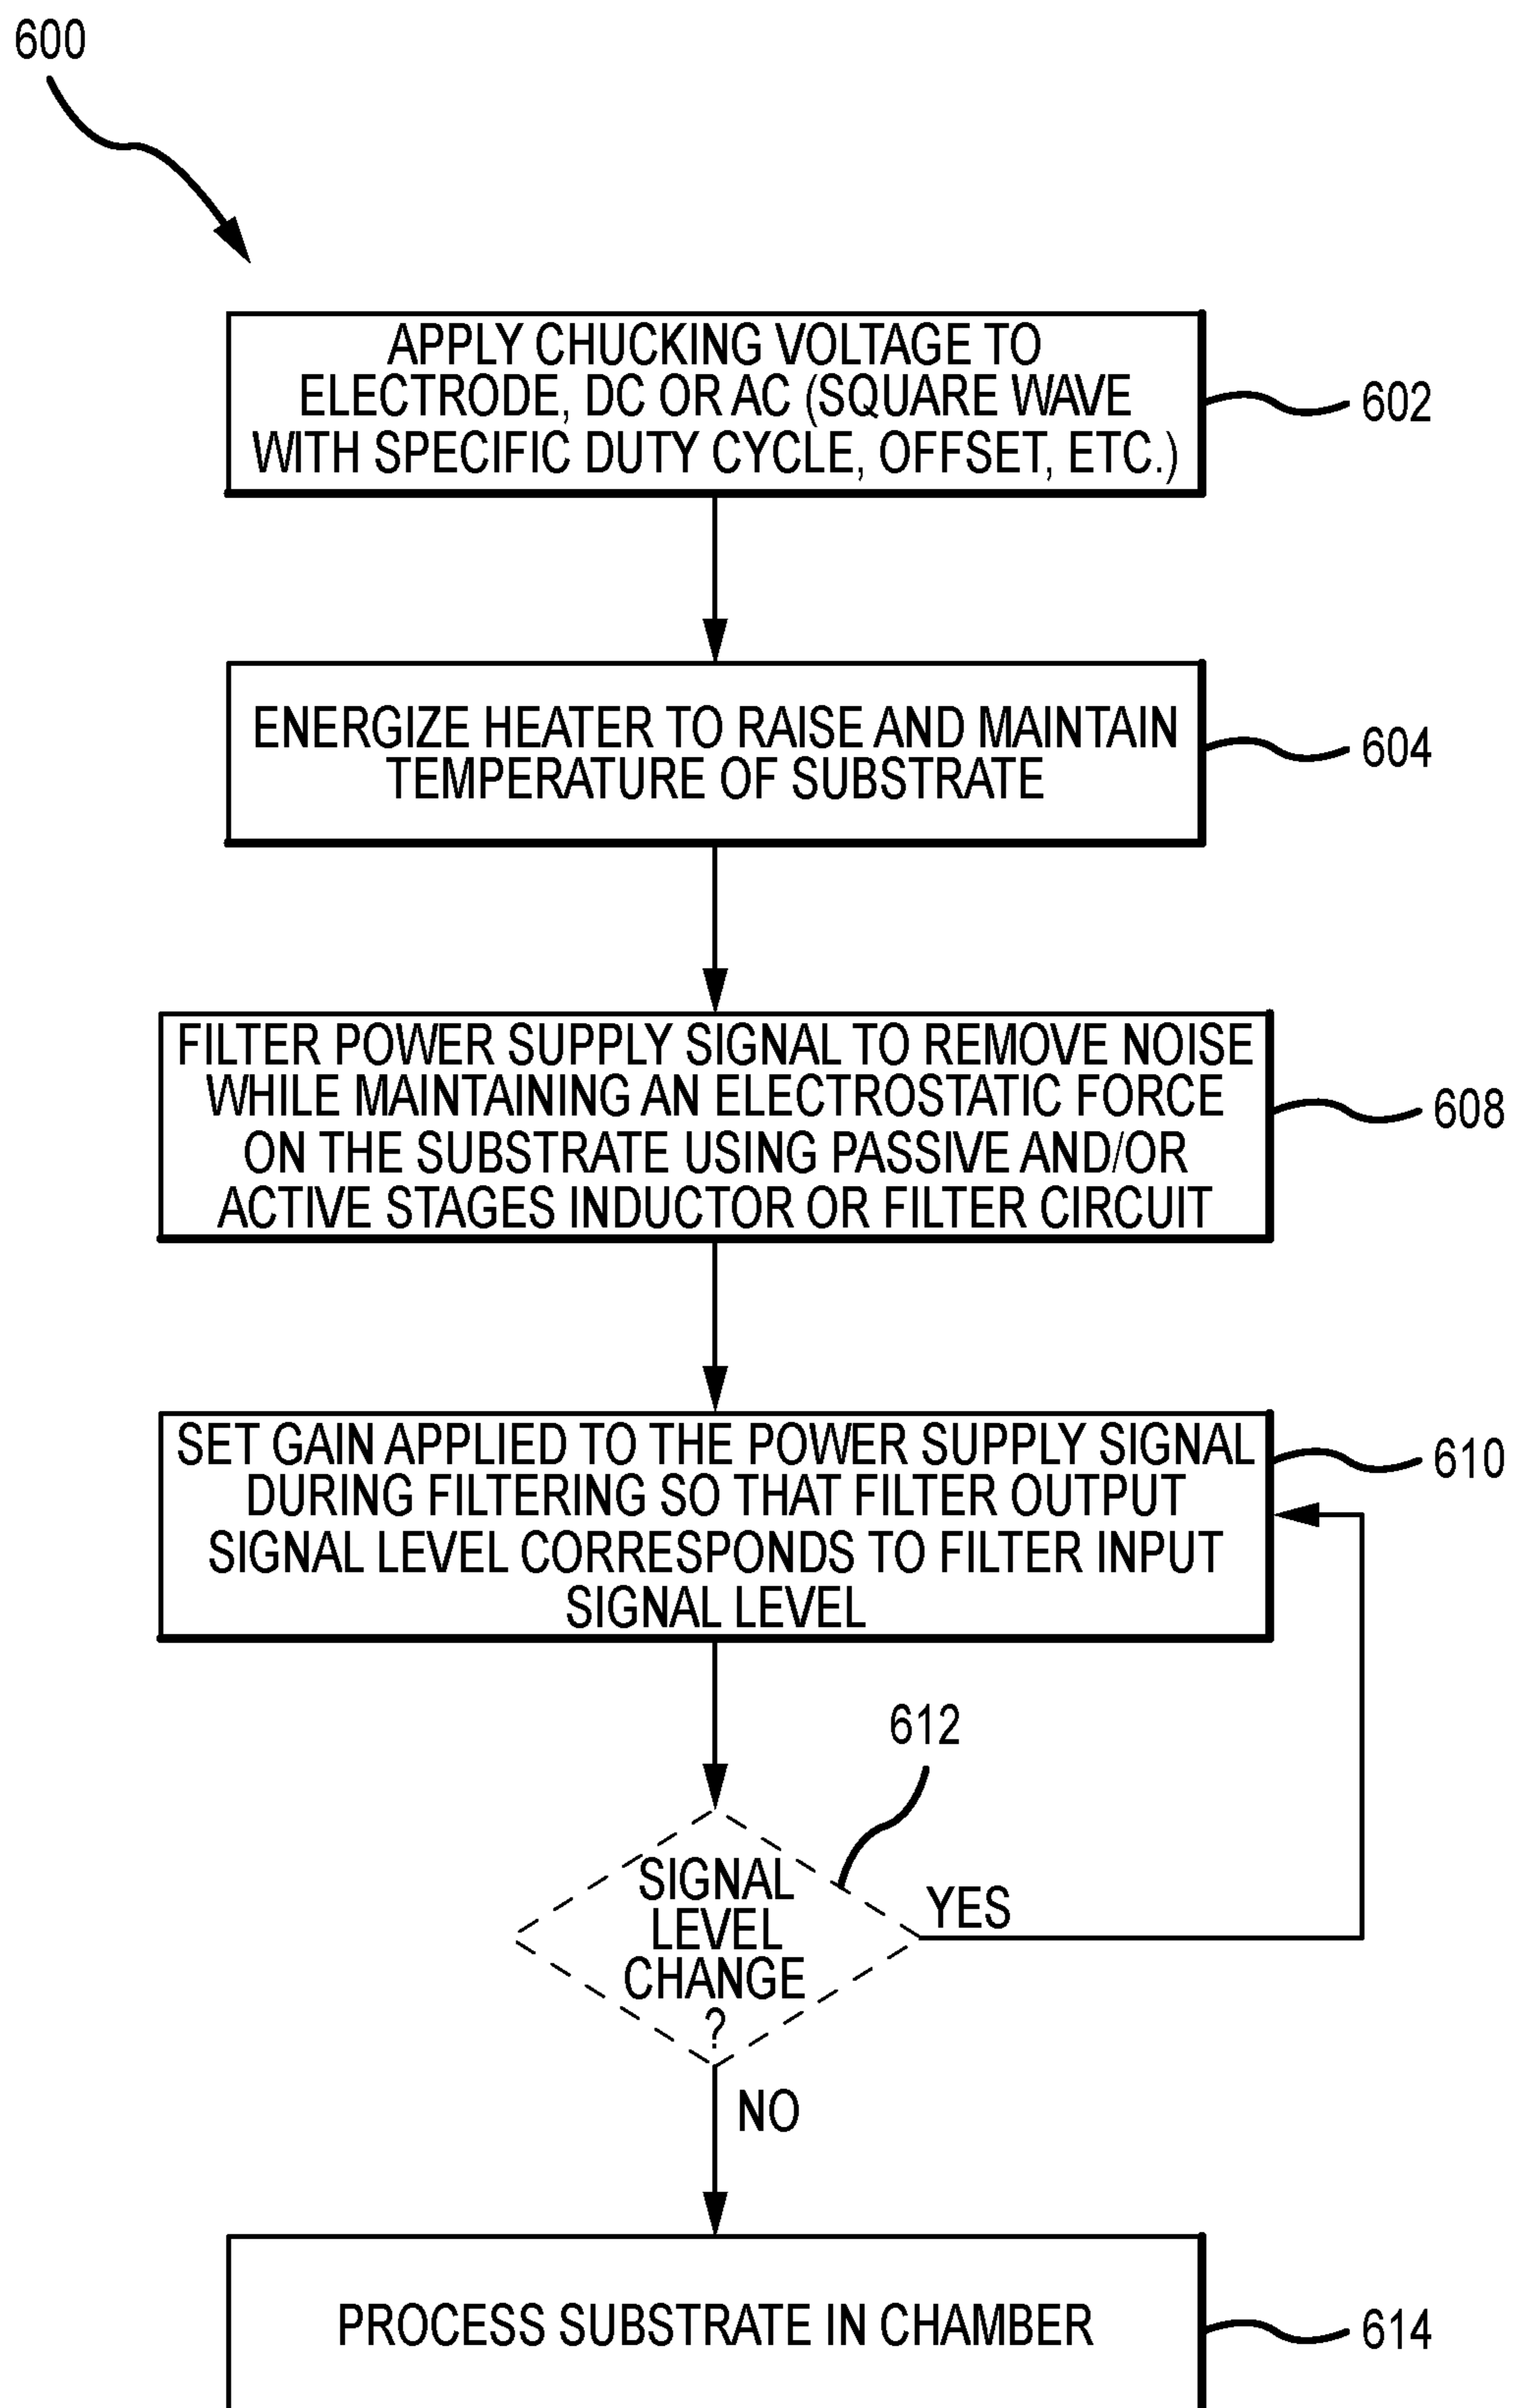 600
APPLY CHUCKING VOLTAGE TO
ELECTRODE, DC OR AC (SQUARE WAVE
WITH SPECIFIC DUTY CYCLE, OFFSET, ETC.)
602
ENERGIZE HEATER TO RAISE AND MAINTAIN
TEMPERATURE OF SUBSTRATE
604
FILTER POWER SUPPLY SIGNAL TO REMOVE NOISE
WHILE MAINTAINING AN ELECTROSTATIC FORCE
ON THE SUBSTRATE USING PASSIVE AND/OR
ACTIVE STAGES INDUCTOR OR FILTER CIRCUIT
608
SET GAIN APPLIED TO THE POWER SUPPLY SIGNAL
DURING FILTERING SO THAT FILTER OUTPUT
SIGNAL LEVEL CORRESPONDS TO FILTER INPUT
SIGNAL LEVEL
610
612
SIGNAL
LEVEL
CHANGE
?
YES
NO
PROCESS SUBSTRATE IN CHAMBER
614